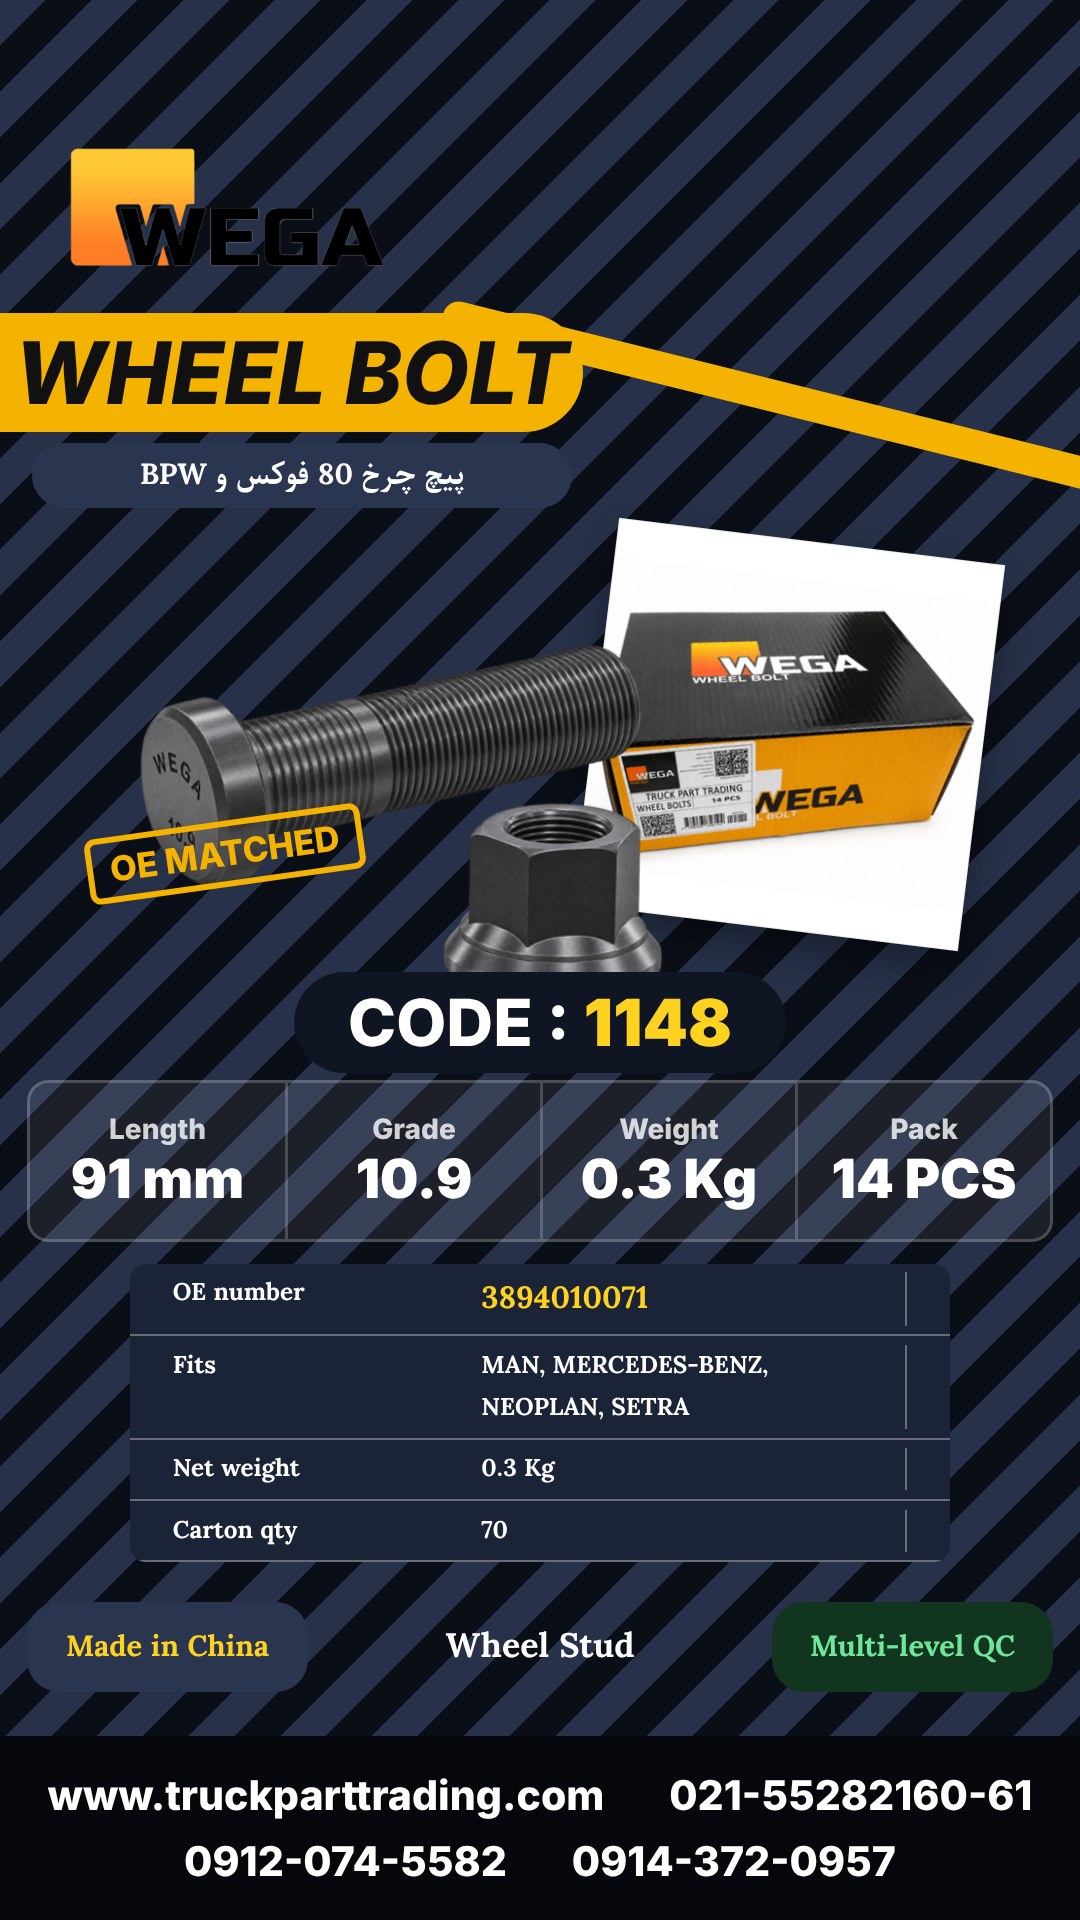 WEGA
WHEEL BOLT
پیچ چرخ 80 فوکس و BPW
WEGA
WHEEL BOLT
WEGA
10.9
WEGA
TRUCK PART TRADING
WHEEL BOLTS 14 PCS
WEGA
L BOLT
OE MATCHED
CODE : 1148
Length Grade Weight Pack
91 mm 10.9 0.3 Kg 14 PCS
OE number 3894010071
Fits MAN, MERCEDES-BENZ,
NEOPLAN, SETRA
Net weight 0.3 Kg
Carton qty 70
Made in China Wheel Stud Multi-level QC
www.truckparttrading.com 021-55282160-61
0912-074-5582 0914-372-0957